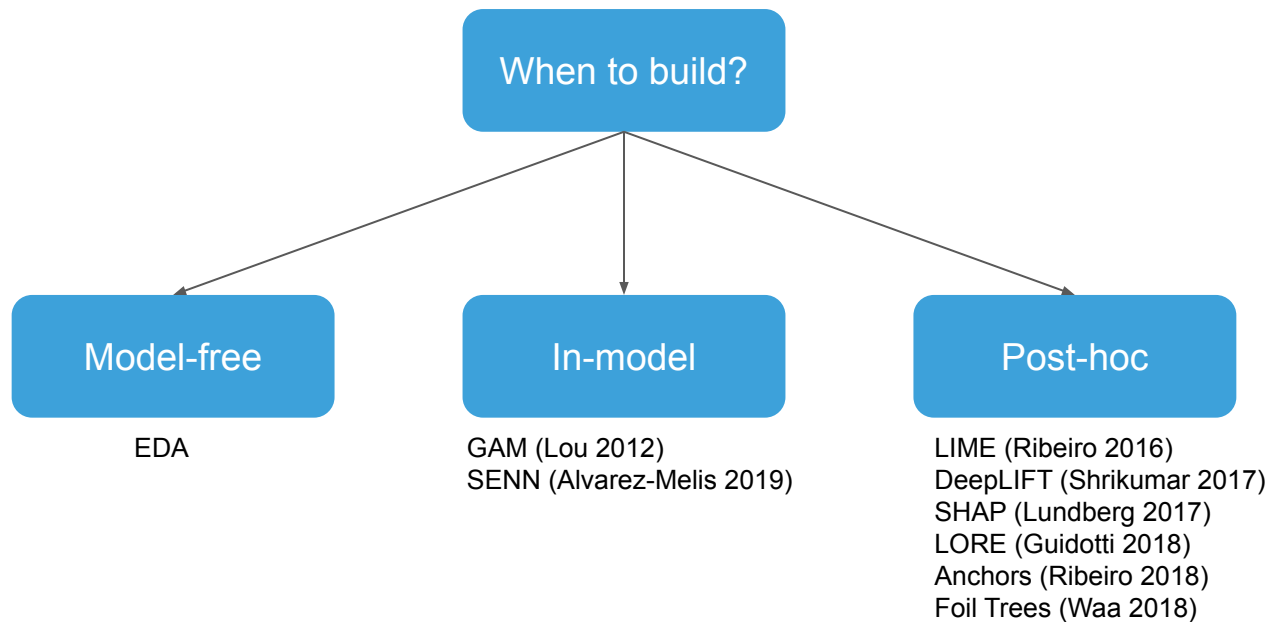 When to build?
Model-free
In-model
Post-hoc
EDA
GAM (Lou 2012)
SENN (Alvarez-Melis 2019)
LIME (Ribeiro 2016)
DeepLIFT (Shrikumar 2017)
SHAP (Lundberg 2017)
LORE (Guidotti 2018)
Anchors (Ribeiro 2018)
Foil Trees (Waa 2018)